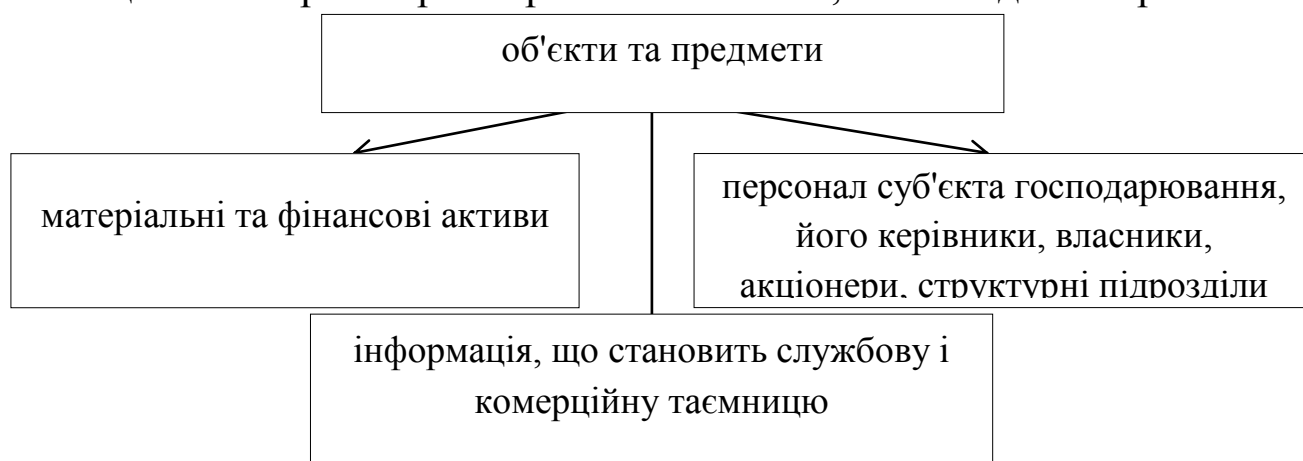 об'єкти та предмети
матеріальні та фінансові активи
персонал суб'єкта господарювання,
його керівники, власники,
акціонери, структурні підрозділи
інформація, що становить службову і
комерційну таємницю